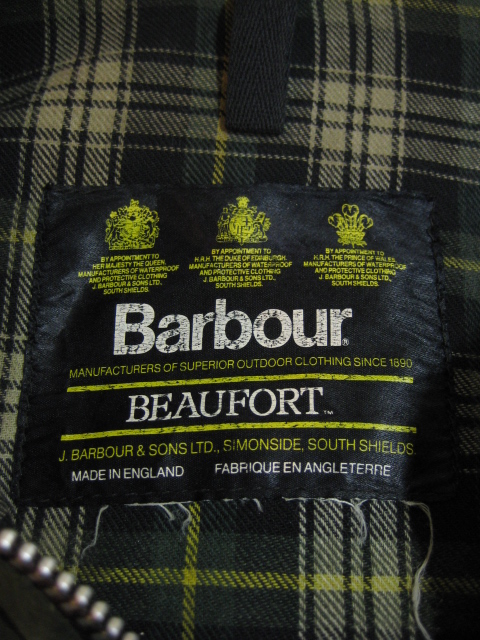 BY APPOINTMENT TO
HER MAJESTY THE QUEEN,
MANUFACTURERS OF WATERPROOF
AND PROTECTIVE CLOTHING
J. BARBOUR & SONS LTD.,
SOUTH SHIELDS.
BY APPOINTMENT TO
H.R.H. THE DUKE OF EDINBURGH,
MANUFACTURERS OF WATERPROOF
AND PROTECTIVE CLOTHING
J. BARBOUR & SONS LTD.,
SOUTH SHIELDS.
BY APPOINTMENT TO
H.R.H. THE PRINCE OF WALES,
MANUFACTURERS OF WATERPROOF
AND PROTECTIVE CLOTHING
J. BARBOUR & SONS LTD.,
SOUTH SHIELDS.
Barbour®
MANUFACTURERS OF SUPERIOR OUTDOOR CLOTHING SINCE 1890
BEAUFORT™
J. BARBOUR & SONS LTD., SIMONSIDE, SOUTH SHIELDS.
MADE IN ENGLAND FABRIQUE EN ANGLETERRE